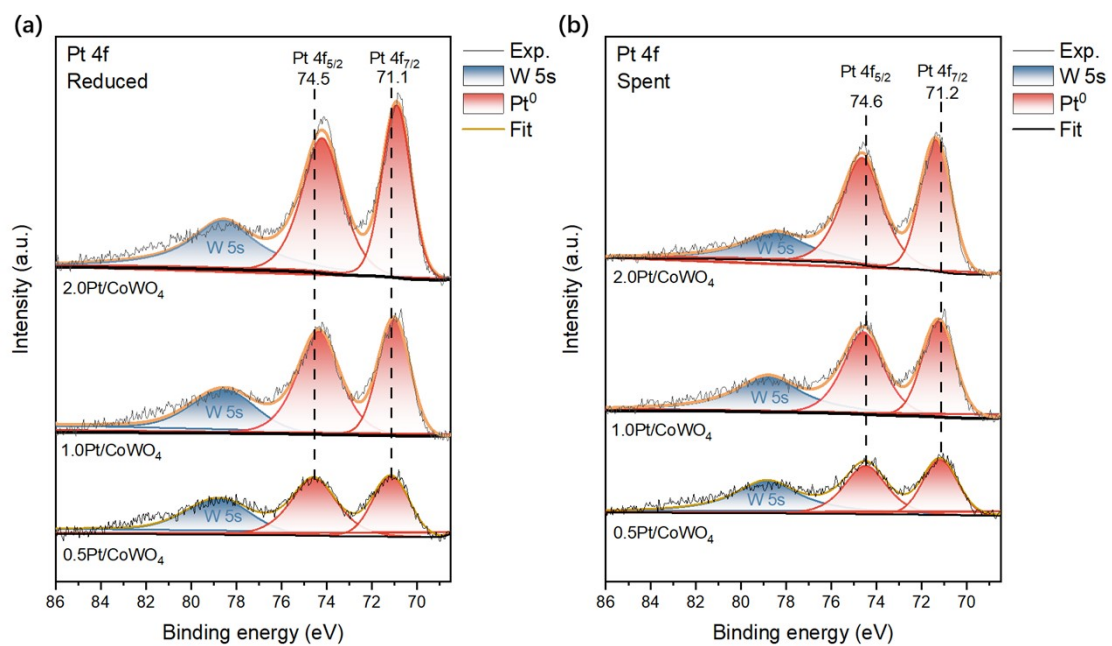 (a)
Pt 4f
Reduced
Pt 4f5/2
74.5
Pt 4f7/2
71.1
Exp.
W 5s
Pt0
Fit
W 5s
2.0Pt/CoWO4
W 5s
1.0Pt/CoWO4
W 5s
0.5Pt/CoWO4
Intensity (a.u.)
86 84 82 80 78 76 74 72 70
Binding energy (eV)
(b)
Pt 4f
Spent
Pt 4f5/2
74.6
Pt 4f7/2
71.2
Exp.
W 5s
Pt0
Fit
W 5s
2.0Pt/CoWO4
W 5s
1.0Pt/CoWO4
W 5s
0.5Pt/CoWO4
Intensity (a.u.)
86 84 82 80 78 76 74 72 70
Binding energy (eV)